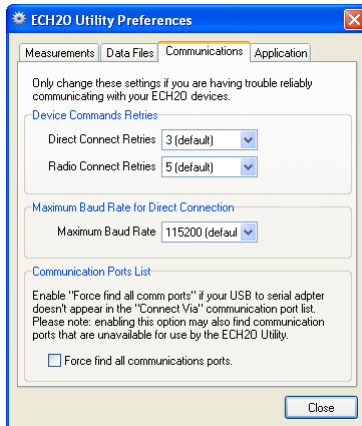 ECH2O Utility Preferences
Measurements Data Files Communications Application
Only change these settings if you are having trouble reliably
communicating with your ECH2O devices.
Device Commands Retries
Direct Connect Retries 3 (default)
Radio Connect Retries 5 (default)
Maximum Baud Rate for Direct Connection
Maximum Baud Rate 115200 (defaul
Communication Ports List
Enable "Force find all comm ports" if your USB to serial adpter
doesn't appear in the "Connect Via" communication port list.
Please note: enabling this option may also find communication
ports that are unavailable for use by the ECH2O Utility.
Force find all communications ports.
Close